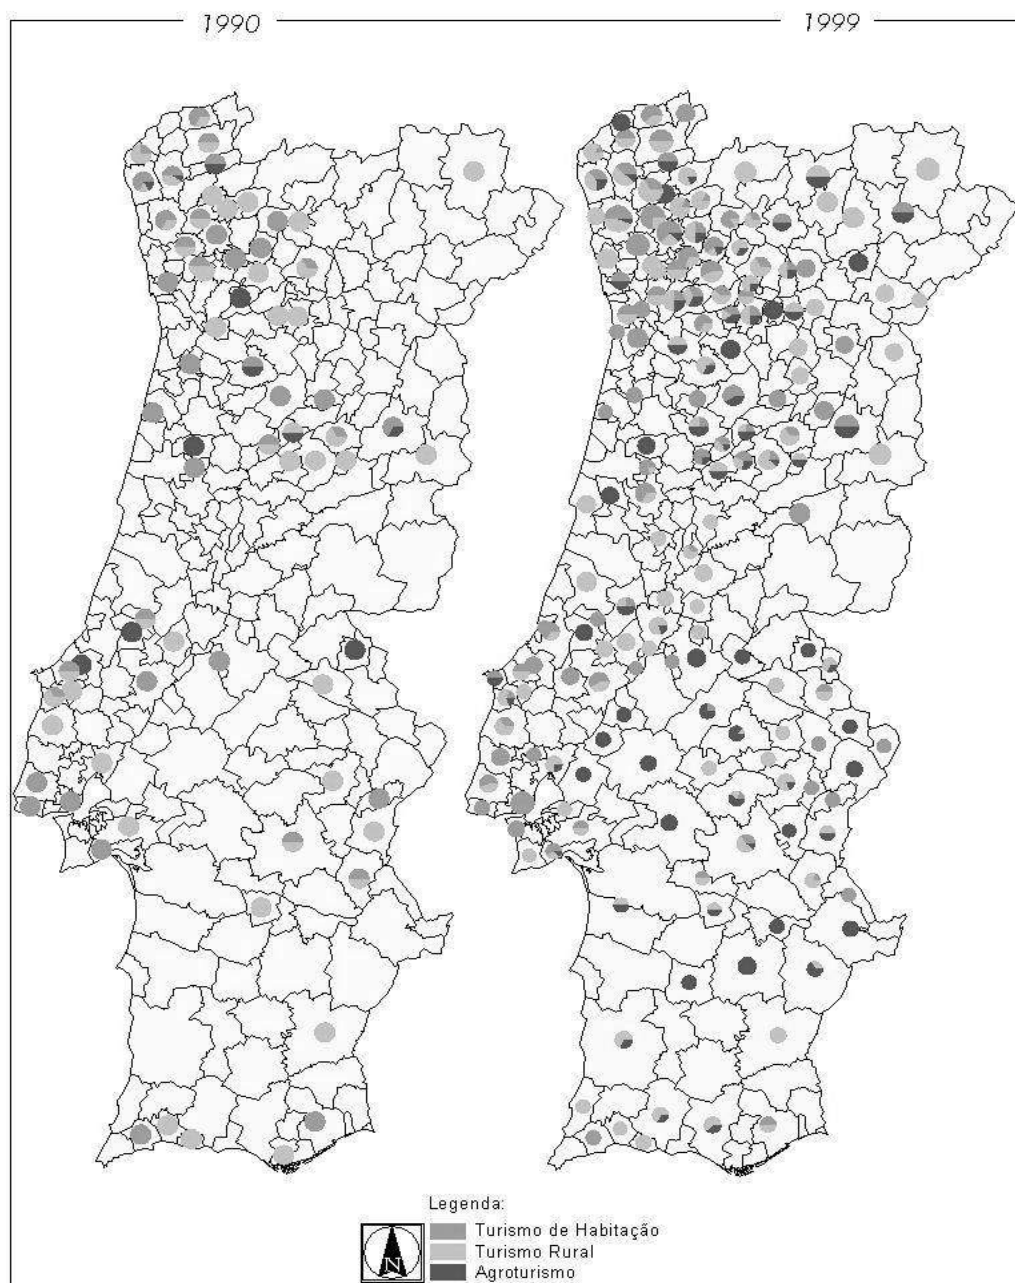 1990
1999
Legenda:
Turismo de Habitação
Turismo Rural
N
Agroturismo